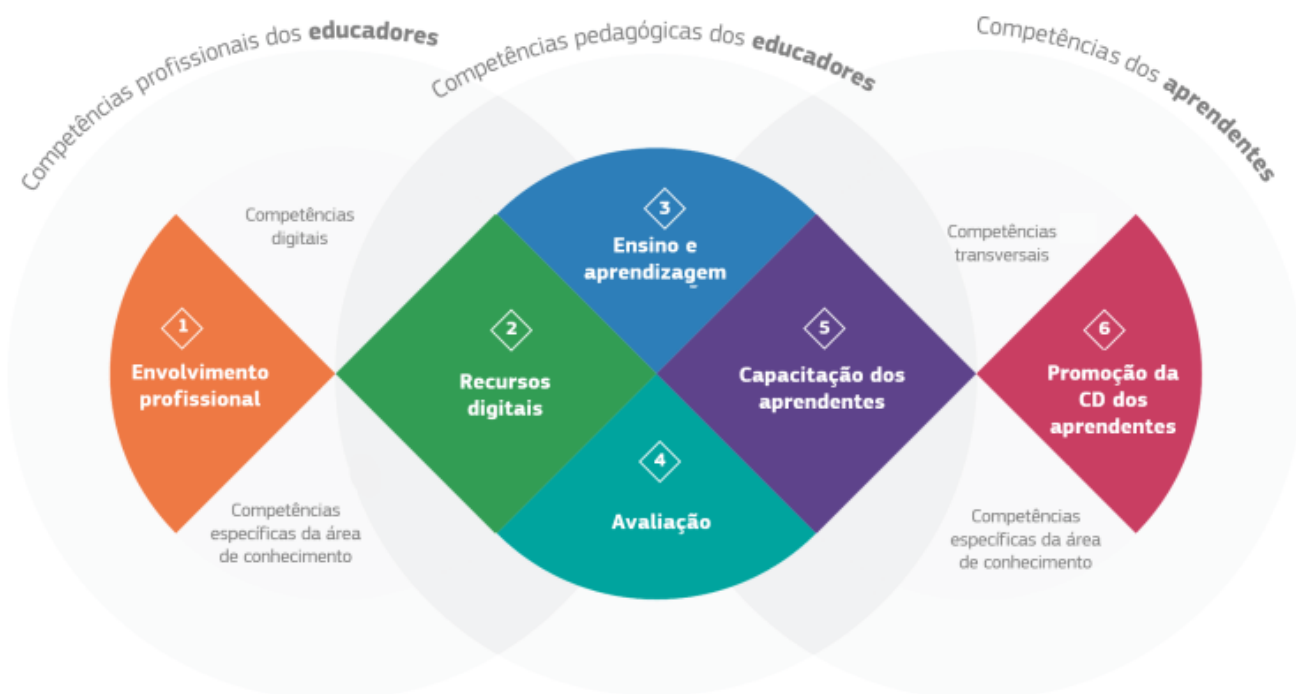 Competências profissionais dos educadores
Competências pedagógicas dos educadores
Competências dos aprendentes
Competências
digitais
1
Envolvimento
profissional
Competências
específicas da área
de conhecimento
2
Recursos
digitais
3
Ensino e
aprendizagem
4
Avaliação
5
Capacitação dos
aprendentes
Competências
transversais
6
Promoção da
CD dos
aprendentes
Competências
específicas da área
de conhecimento